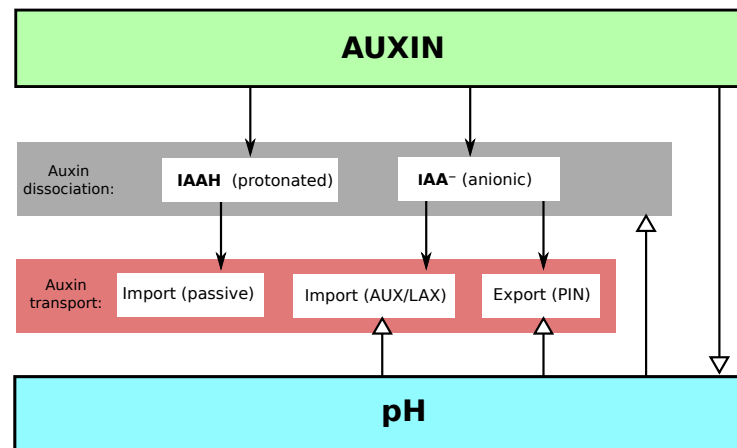 AUXIN
Auxin
dissociation:
IAAH (protonated)
IAA⁻ (anionic)
Auxin
transport:
Import (passive)
Import (AUX/LAX)
Export (PIN)
pH